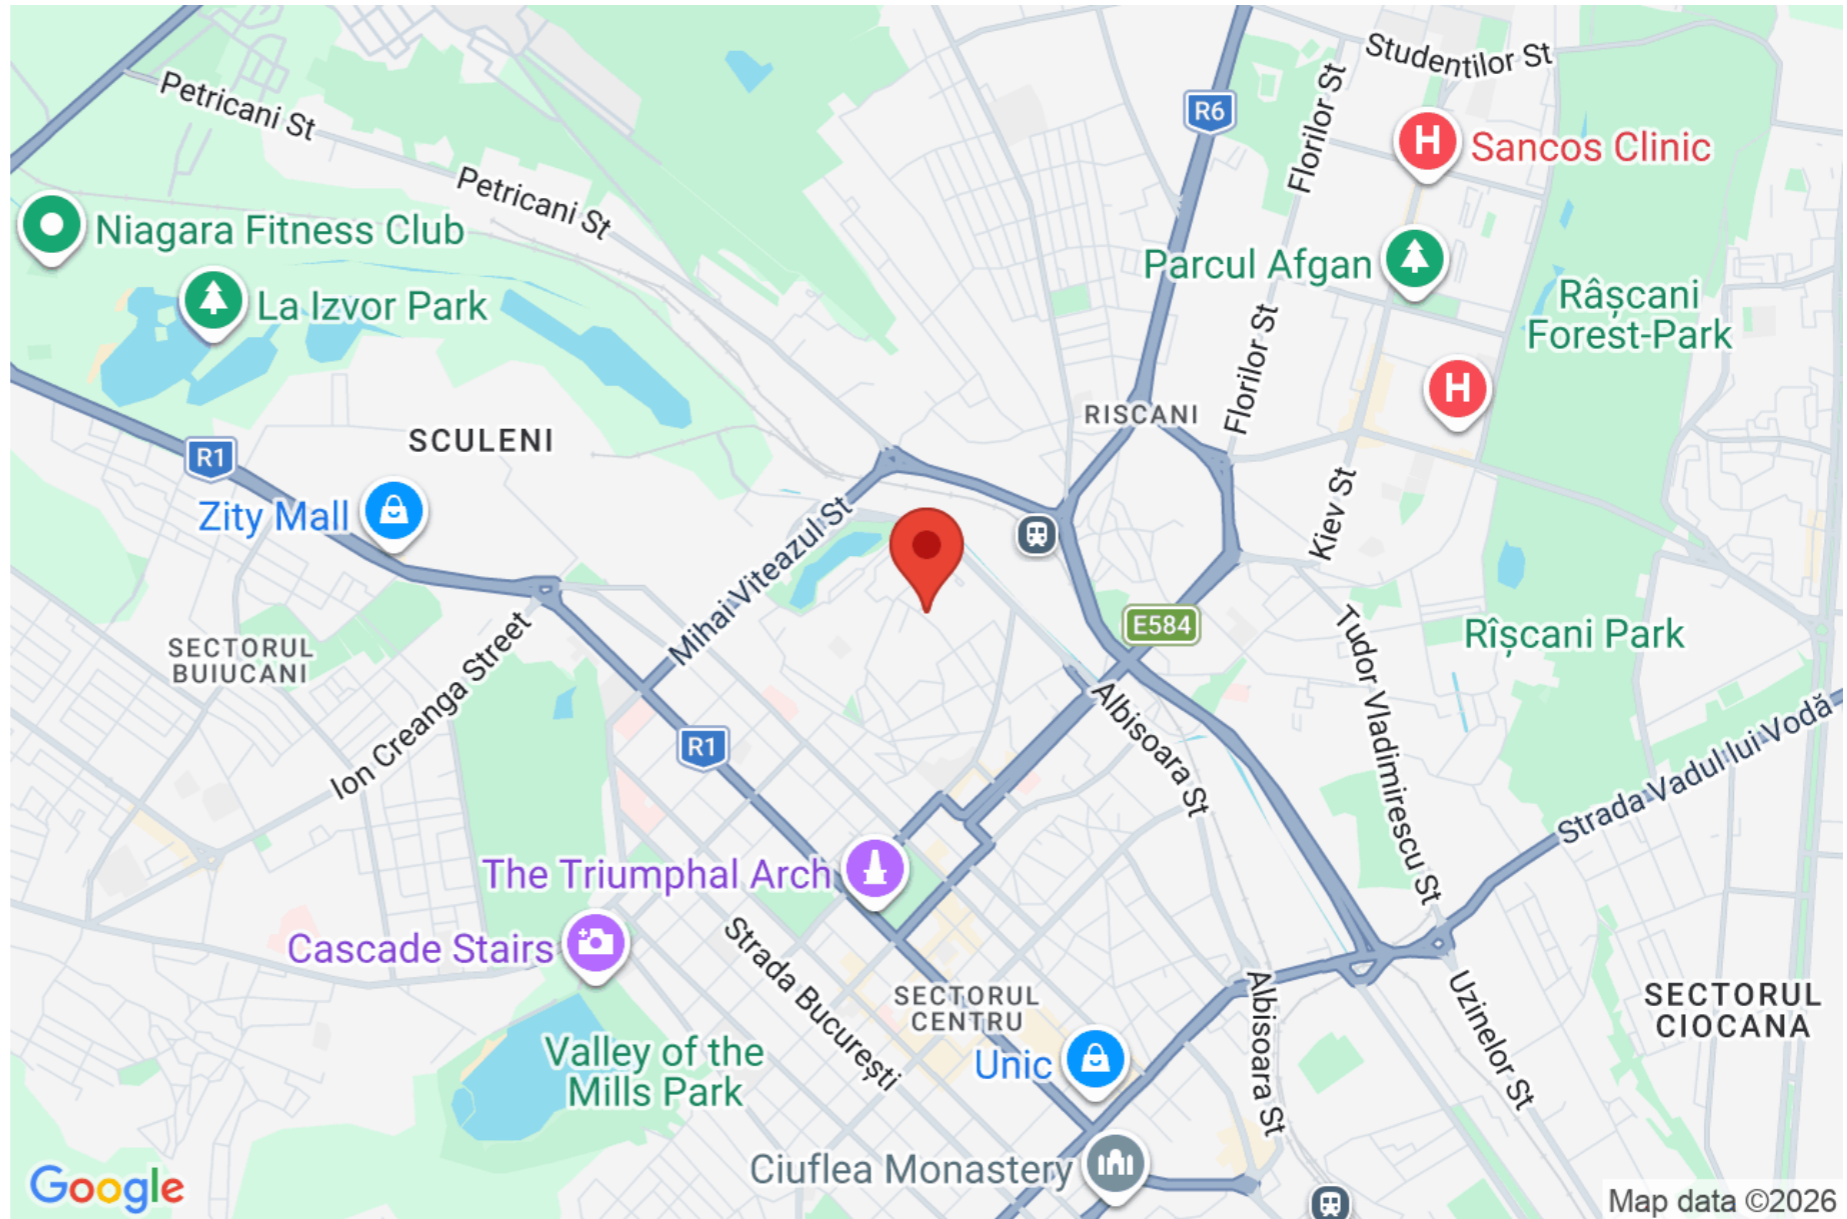 Studentilor St
Petricani St
R6
Florilor St
Sancos Clinic
Petricani St
Niagara Fitness Club
Parcul Afgan
La Izvor Park
Râșcani
Forest-Park
Florilor St
RISCANI
SCULENI
R1
Zity Mall
Mihai Viteazul St
Kiev St
E584
Rîșcani Park
SECTORUL
BUIUCANI
Ion Creanga Street
Tudor Vladimirescu St
Albisoara St
R1
Strada Vadul lui Vodă
The Triumphal Arch
Cascade Stairs
Strada București
SECTORUL
CENTRU
Albisoara St
Uzinelor St
SECTORUL
CIOCANA
Valley of the
Mills Park
Unic
Ciuflea Monastery
Google
Map data ©2026
H
H